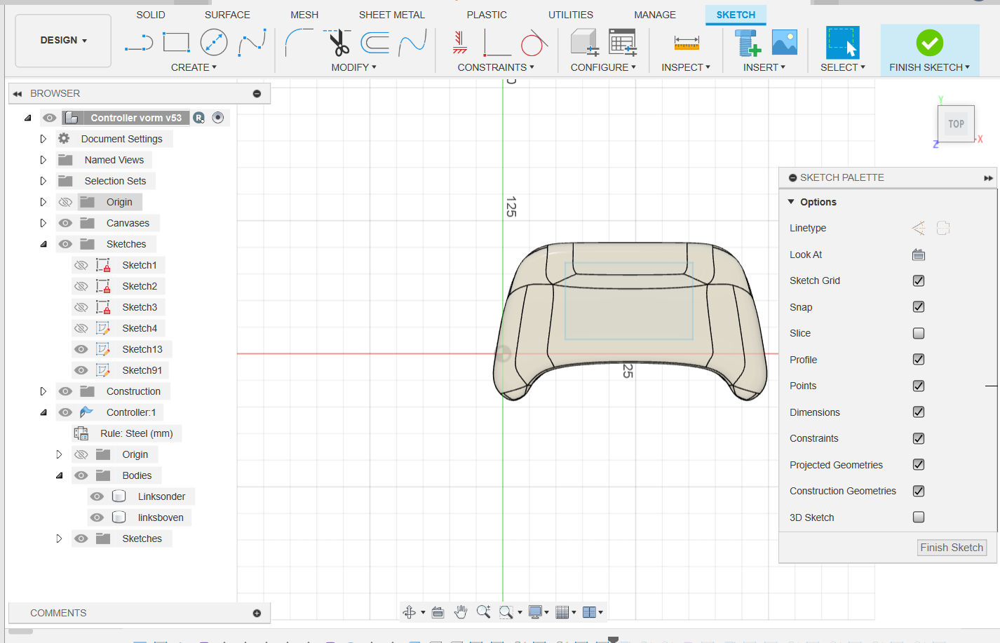 SOLID SURFACE MESH SHEET METAL PLASTIC UTILITIES MANAGE SKETCH
DESIGN
CREATE MODIFY CONSTRAINTS CONFIGURE INSPECT INSERT SELECT FINISH SKETCH
BROWSER
Controller vorm v53 R
Document Settings
Named Views
Selection Sets
Origin
Canvases
Sketches
Sketch1
Sketch2
Sketch3
Sketch4
Sketch13
Sketch91
Construction
Controller:1
Rule: Steel (mm)
Origin
Bodies
Linksonder
linksboven
Sketches
COMMENTS
125
25
Y
TOP
X
Z
SKETCH PALETTE
Options
Linetype
Look At
Sketch Grid
Snap
Slice
Profile
Points
Dimensions
Constraints
Projected Geometries
Construction Geometries
3D Sketch
Finish Sketch